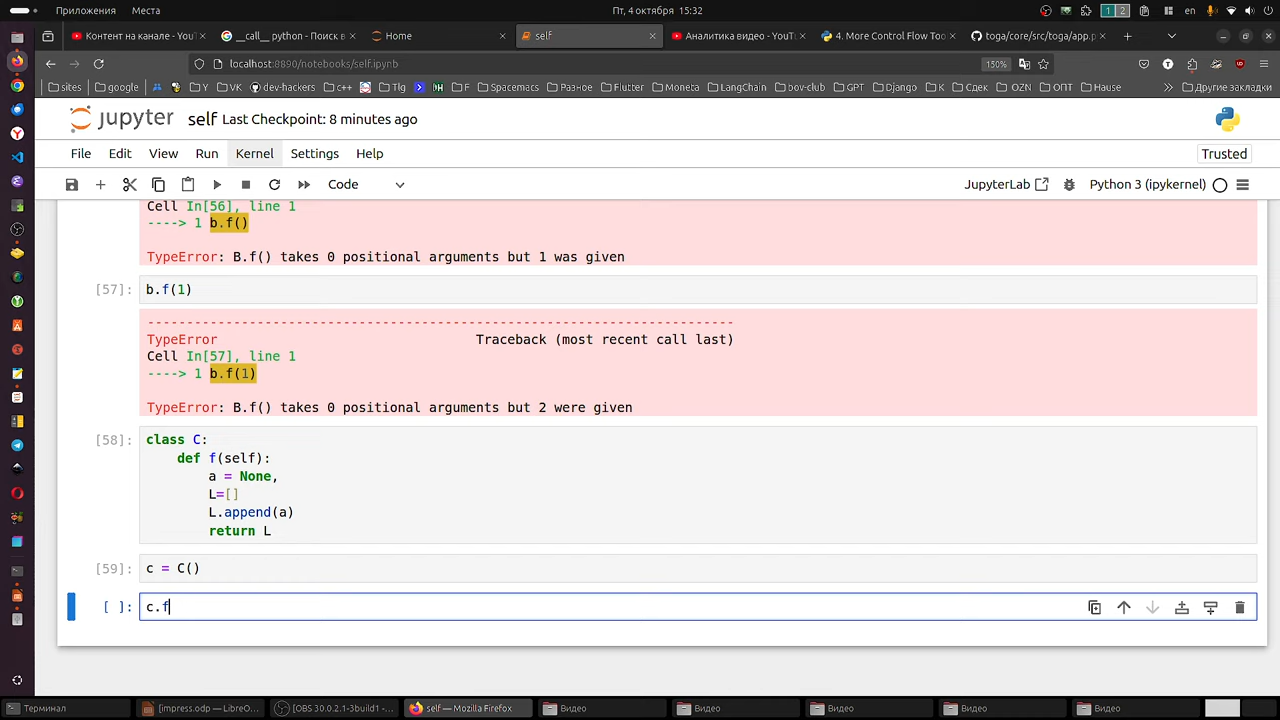 Приложения Места
Пт, 4 октября 15:32
1 2
en
Контент на канале - YouT
__call__ python - Поиск в
Home
self
Аналитика видео - YouTu
4. More Control Flow Too
toga/core/src/toga/app.p
localhost:8890/notebooks/self.ipynb
150%
sites google Y VK dev-hackers c++ Tlg F Spacemacs Разное Flutter Moneta LangChain bov-club GPT Django K Сдек OZN ОПТ Hause Другие закладки
jupyter self Last Checkpoint: 8 minutes ago
File Edit View Run Kernel Settings Help
Trusted
Code
JupyterLab Python 3 (ipykernel)
Cell In[56], line 1
----> 1 b.f()
TypeError: B.f() takes 0 positional arguments but 1 was given
[57]: b.f(1)
---------------------------------------------------------------------------
TypeError Traceback (most recent call last)
Cell In[57], line 1
----> 1 b.f(1)
TypeError: B.f() takes 0 positional arguments but 2 were given
[58]: class C:
def f(self):
a = None,
L=[]
L.append(a)
return L
[59]: c = C()
[ ]: c.f
Терминал
[impress.odp — LibreO...
[OBS 30.0.2.1-3build1 - ...
self — Mozilla Firefox
Видео
Видео
Видео
Видео
Видео